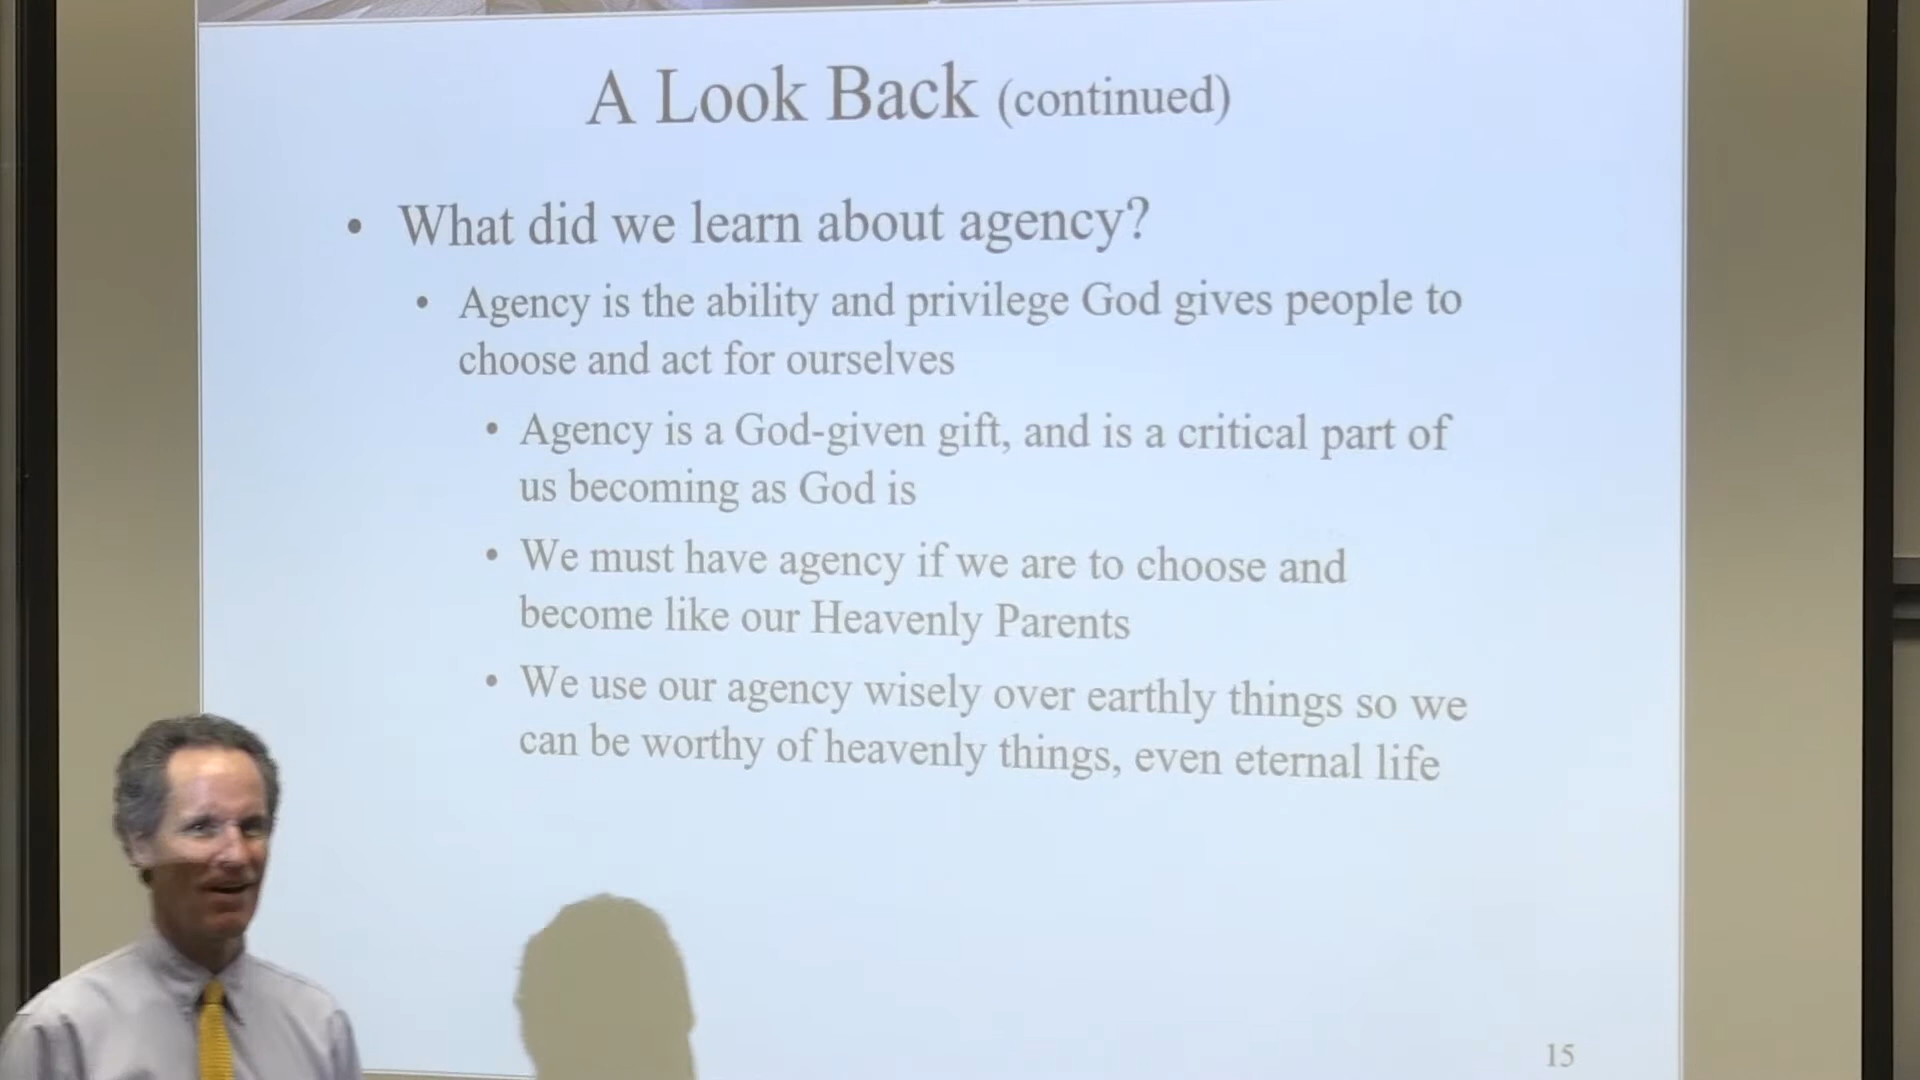 A Look Back (continued)
• What did we learn about agency?
• Agency is the ability and privilege God gives people to
choose and act for ourselves
• Agency is a God-given gift, and is a critical part of
us becoming as God is
• We must have agency if we are to choose and
become like our Heavenly Parents
• We use our agency wisely over earthly things so we
can be worthy of heavenly things, even eternal life
15